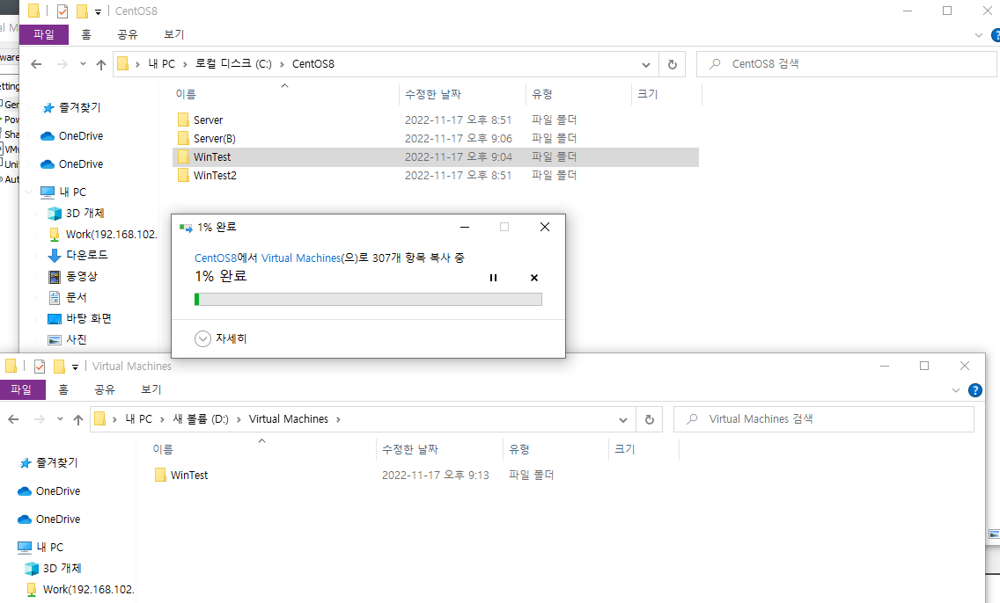 CentOS8
파일 홈 공유 보기
내 PC 로컬 디스크 (C:) CentOS8
CentOS8 검색
이름 수정한 날짜 유형 크기
즐겨찾기
OneDrive
OneDrive
내 PC
3D 개체
Work(192.168.102.
다운로드
동영상
문서
바탕 화면
사진
Server 2022-11-17 오후 8:51 파일 폴더
Server(B) 2022-11-17 오후 9:06 파일 폴더
WinTest 2022-11-17 오후 9:04 파일 폴더
WinTest2 2022-11-17 오후 8:51 파일 폴더
1% 완료
CentOS8에서 Virtual Machines(으)로 307개 항목 복사 중
1% 완료
자세히
Virtual Machines
파일 홈 공유 보기
내 PC 새 볼륨 (D:) Virtual Machines
Virtual Machines 검색
이름 수정한 날짜 유형 크기
즐겨찾기
OneDrive
OneDrive
내 PC
3D 개체
Work(192.168.102.
WinTest 2022-11-17 오후 9:13 파일 폴더